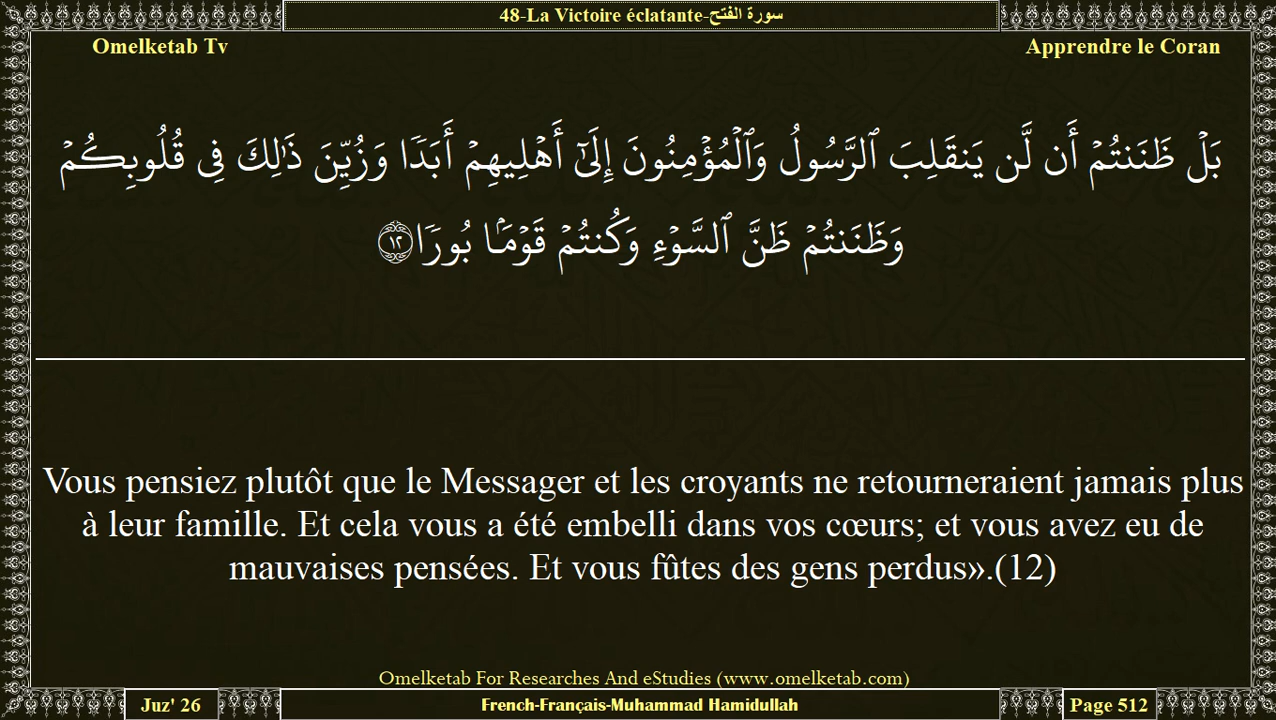 48-La Victoire éclatante-سورة الفتح
Omelketab Tv
Apprendre le Coran
بَلۡ ظَنَنتُمۡ أَن لَّن يَنقَلِبَ ٱلرَّسُولُ وَٱلۡمُؤۡمِنُونَ إِلَىٰٓ أَهۡلِيهِمۡ أَبَدٗا وَزُيِّنَ ذَٰلِكَ فِي قُلُوبِكُمۡ
وَظَنَنتُمۡ ظَنَّ ٱلسَّوۡءِ وَكُنتُمۡ قَوۡمَۢا بُورٗا ١٢
Vous pensiez plutôt que le Messager et les croyants ne retourneraient jamais plus
à leur famille. Et cela vous a été embelli dans vos cœurs; et vous avez eu de
mauvaises pensées. Et vous fûtes des gens perdus».(12)
Omelketab For Researches And eStudies (www.omelketab.com)
Juz' 26
French-Français-Muhammad Hamidullah
Page 512